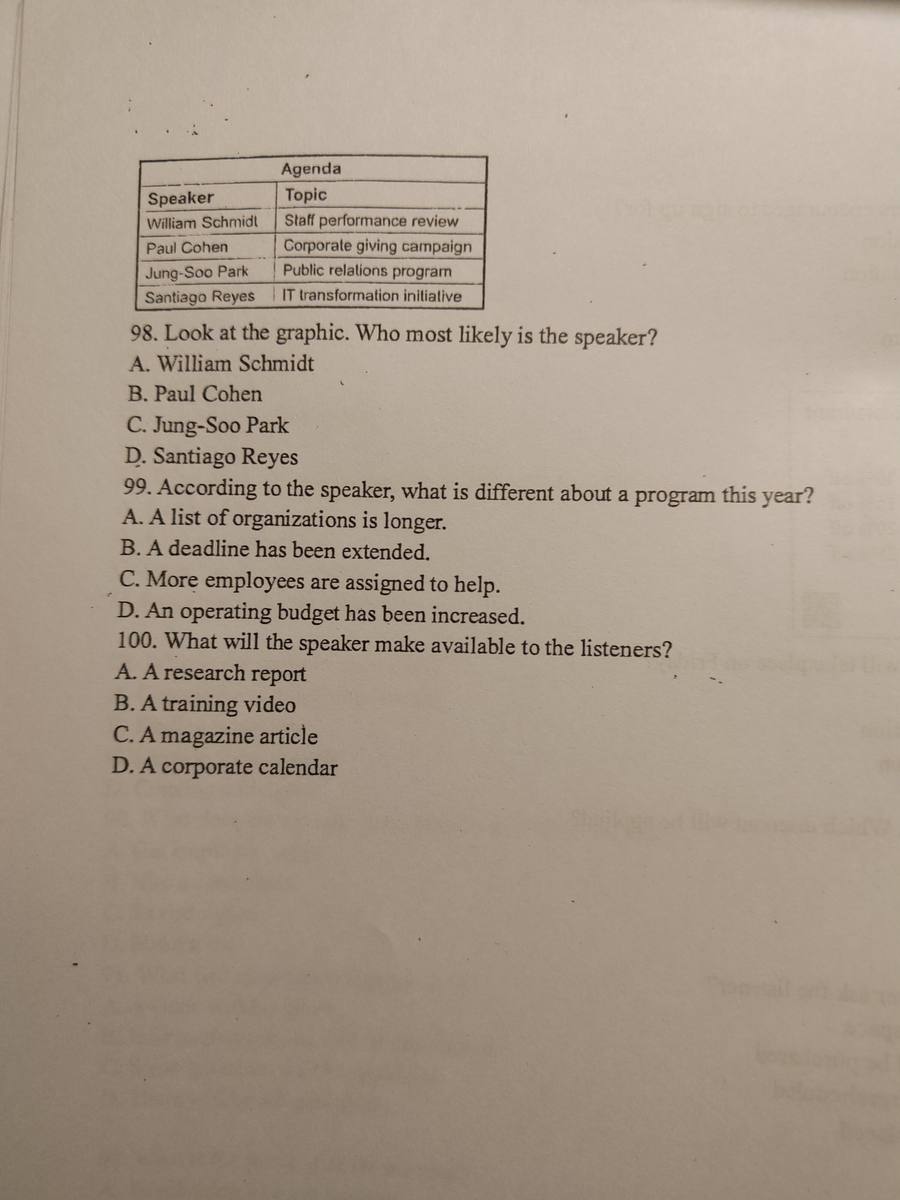 Agenda
Speaker Topic
William Schmidt Staff performance review
Paul Cohen Corporate giving campaign
Jung-Soo Park Public relations program
Santiago Reyes IT transformation initiative
98. Look at the graphic. Who most likely is the speaker?
A. William Schmidt
B. Paul Cohen
C. Jung-Soo Park
D. Santiago Reyes
99. According to the speaker, what is different about a program this year?
A. A list of organizations is longer.
B. A deadline has been extended.
C. More employees are assigned to help.
D. An operating budget has been increased.
100. What will the speaker make available to the listeners?
A. A research report
B. A training video
C. A magazine article
D. A corporate calendar